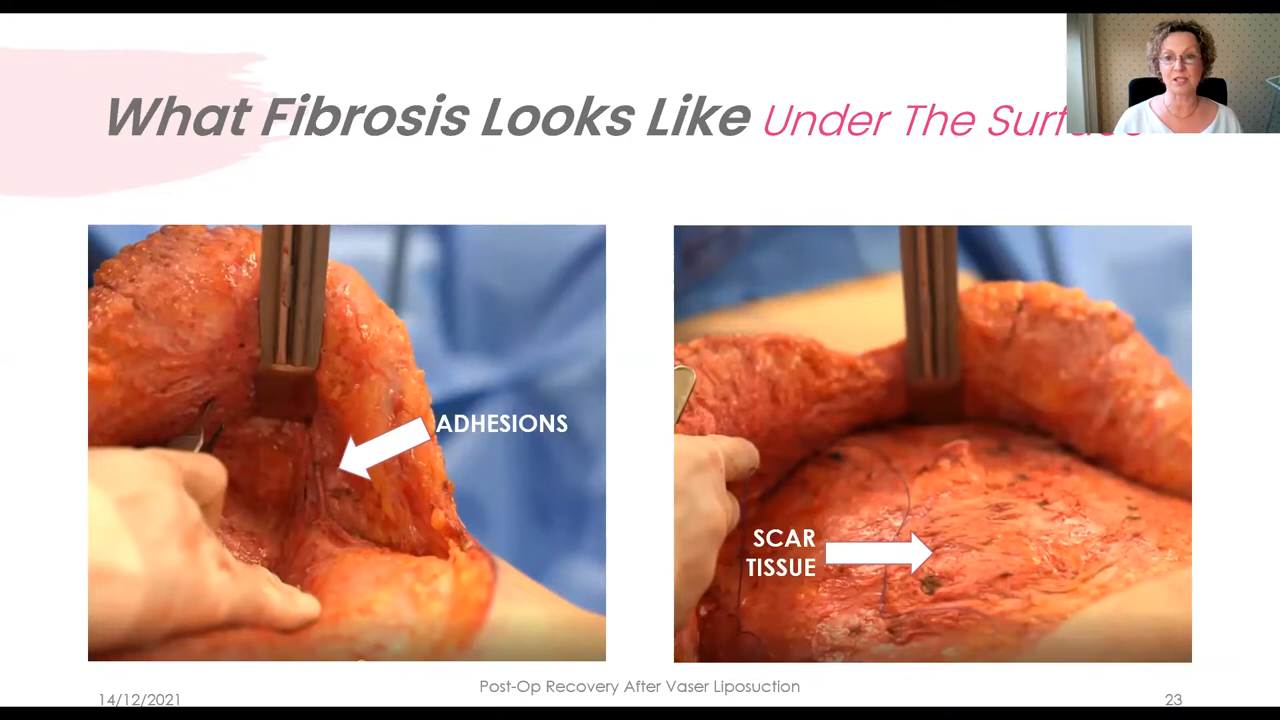 What Fibrosis Looks Like Under The
ADHESIONS
SCAR
TISSUE
14/12/2021
Post-Op Recovery After Vaser Liposuction
23